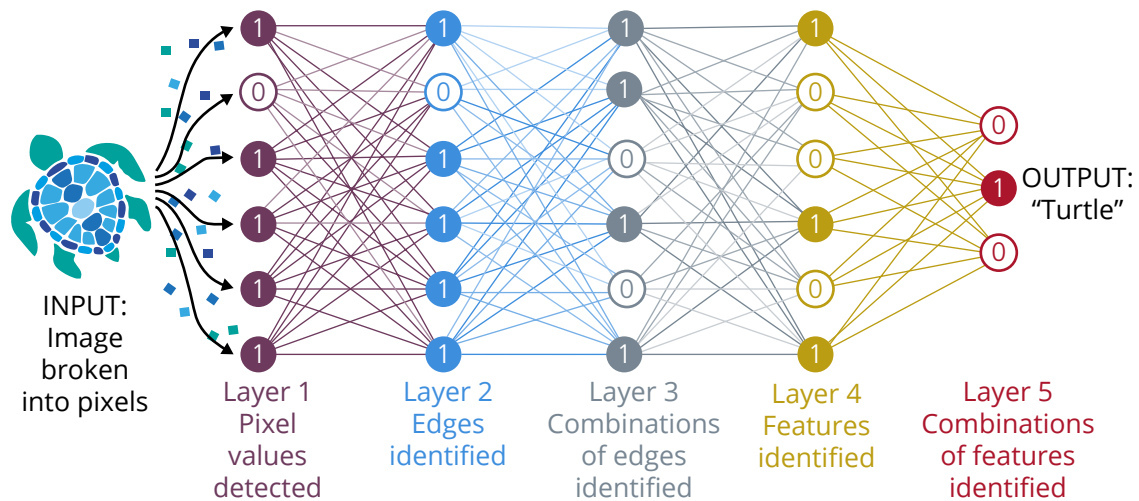 1 1 1 1
0 0 1 0
0
1 1 0 0
1
OUTPUT:
“Turtle”
1 1 1 1
0
1 1 0 0
1 1 1 1
INPUT:
Image
broken
into pixels
Layer 1
Pixel
values
detected
Layer 2
Edges
identified
Layer 3
Combinations
of edges
identified
Layer 4
Features
identified
Layer 5
Combinations
of features
identified